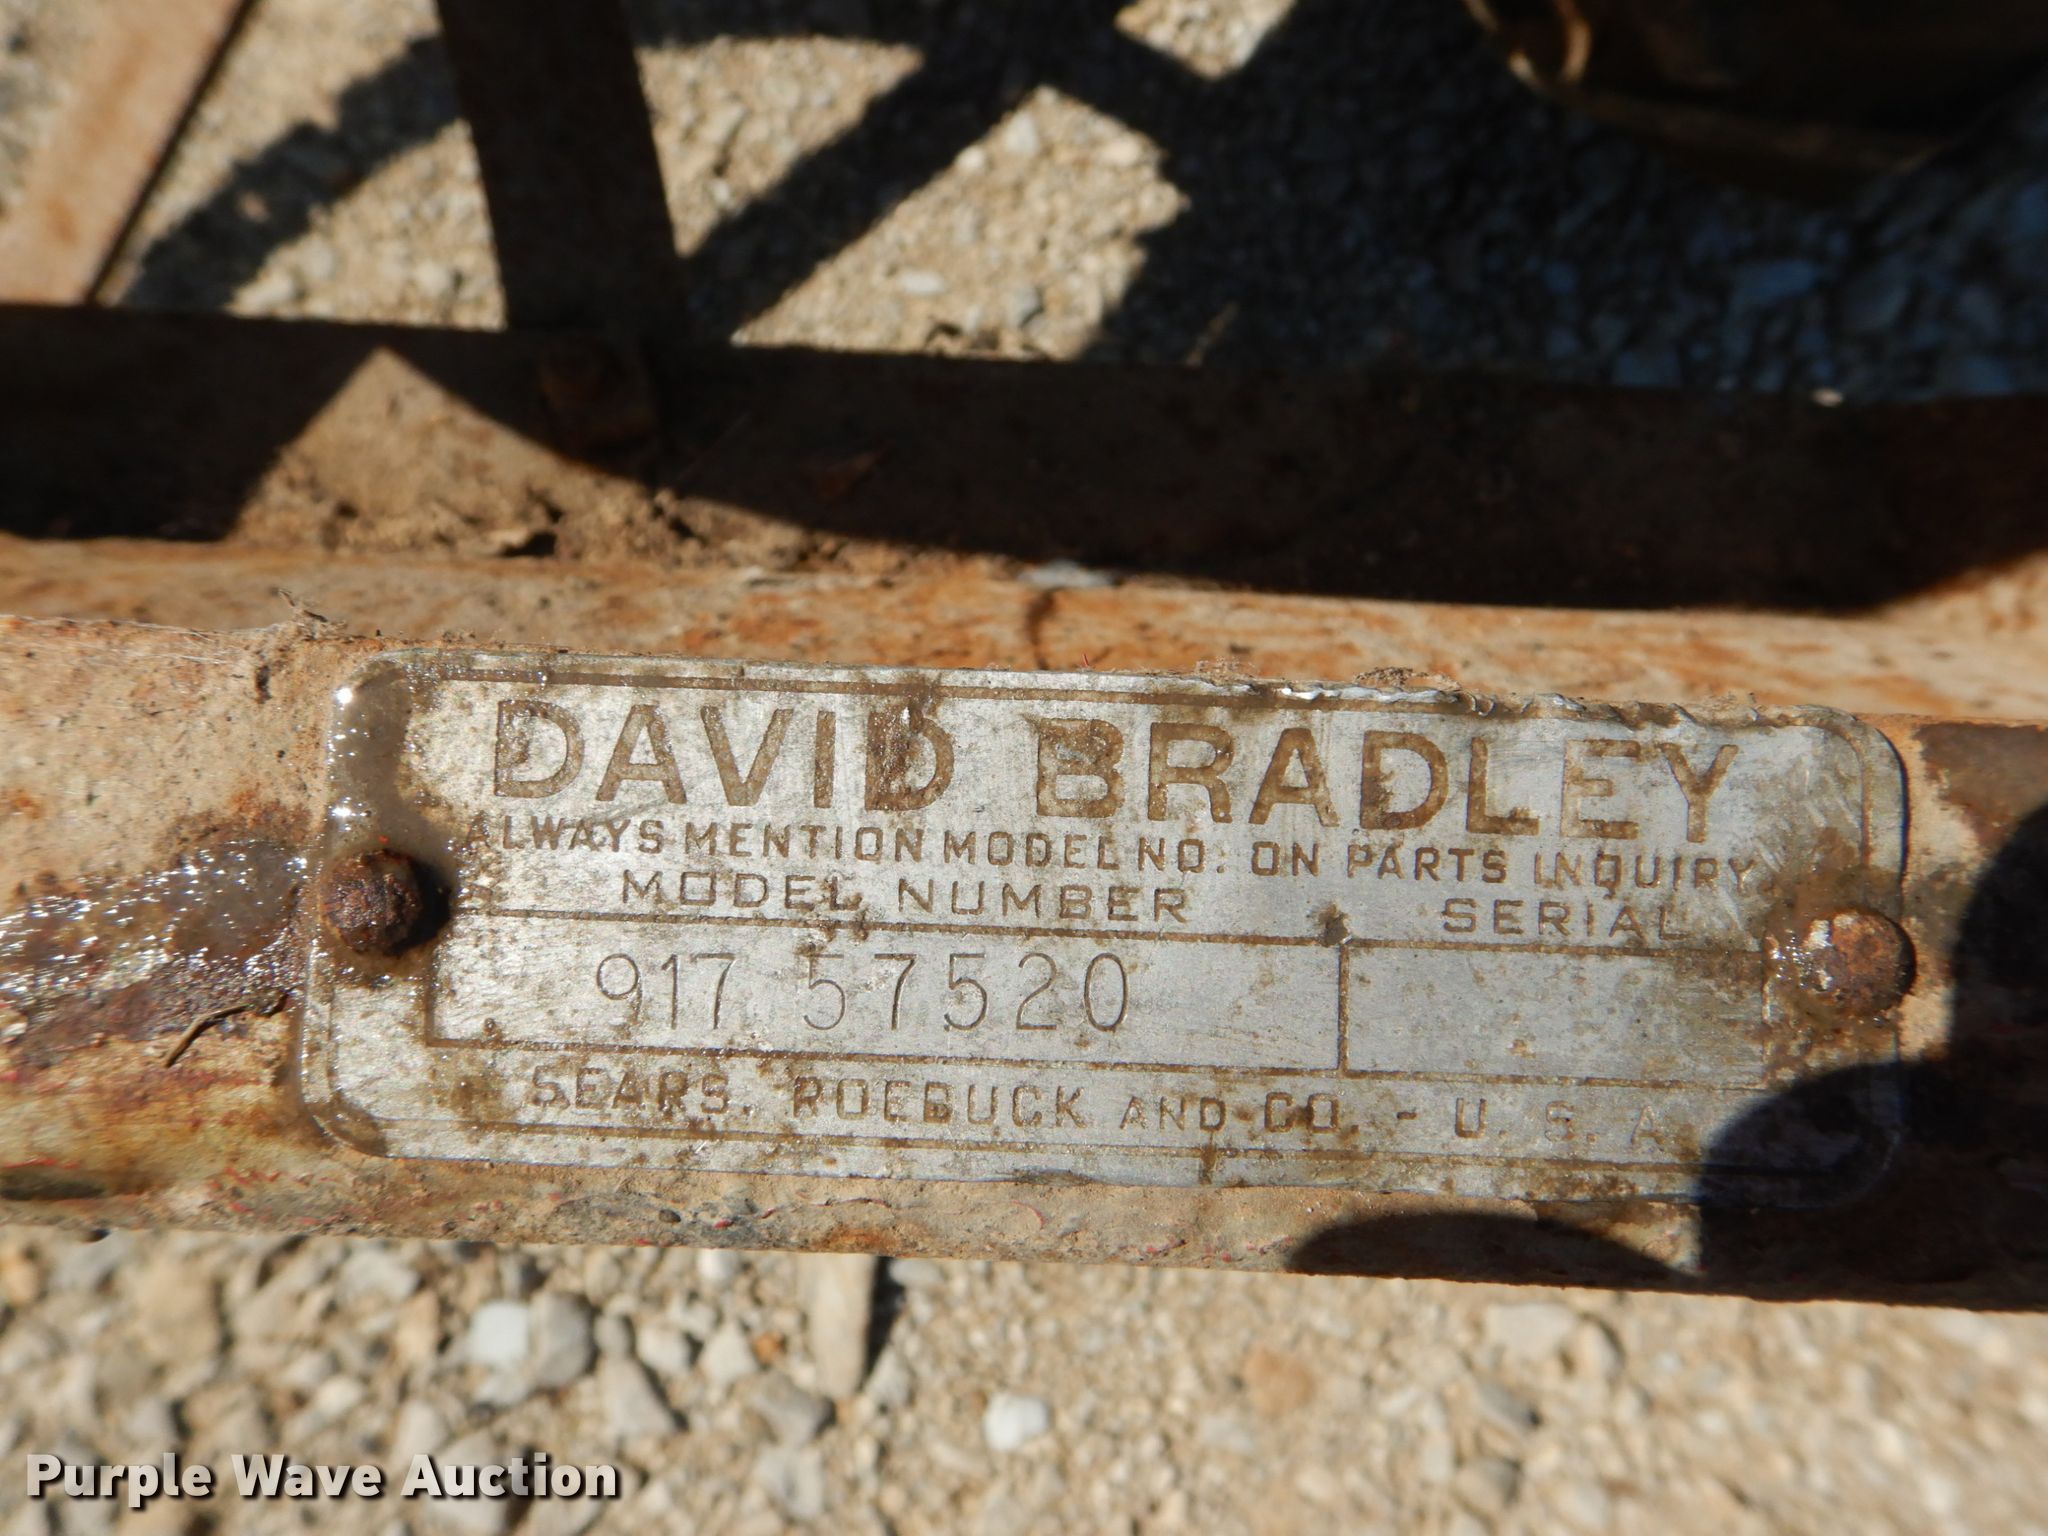 DAVID BRADLEY
ALWAYS MENTION MODEL NO. ON PARTS INQUIRY
MODEL NUMBER SERIAL
917 57520
SEARS, ROEBUCK AND CO. - U. S. A
Purple Wave Auction